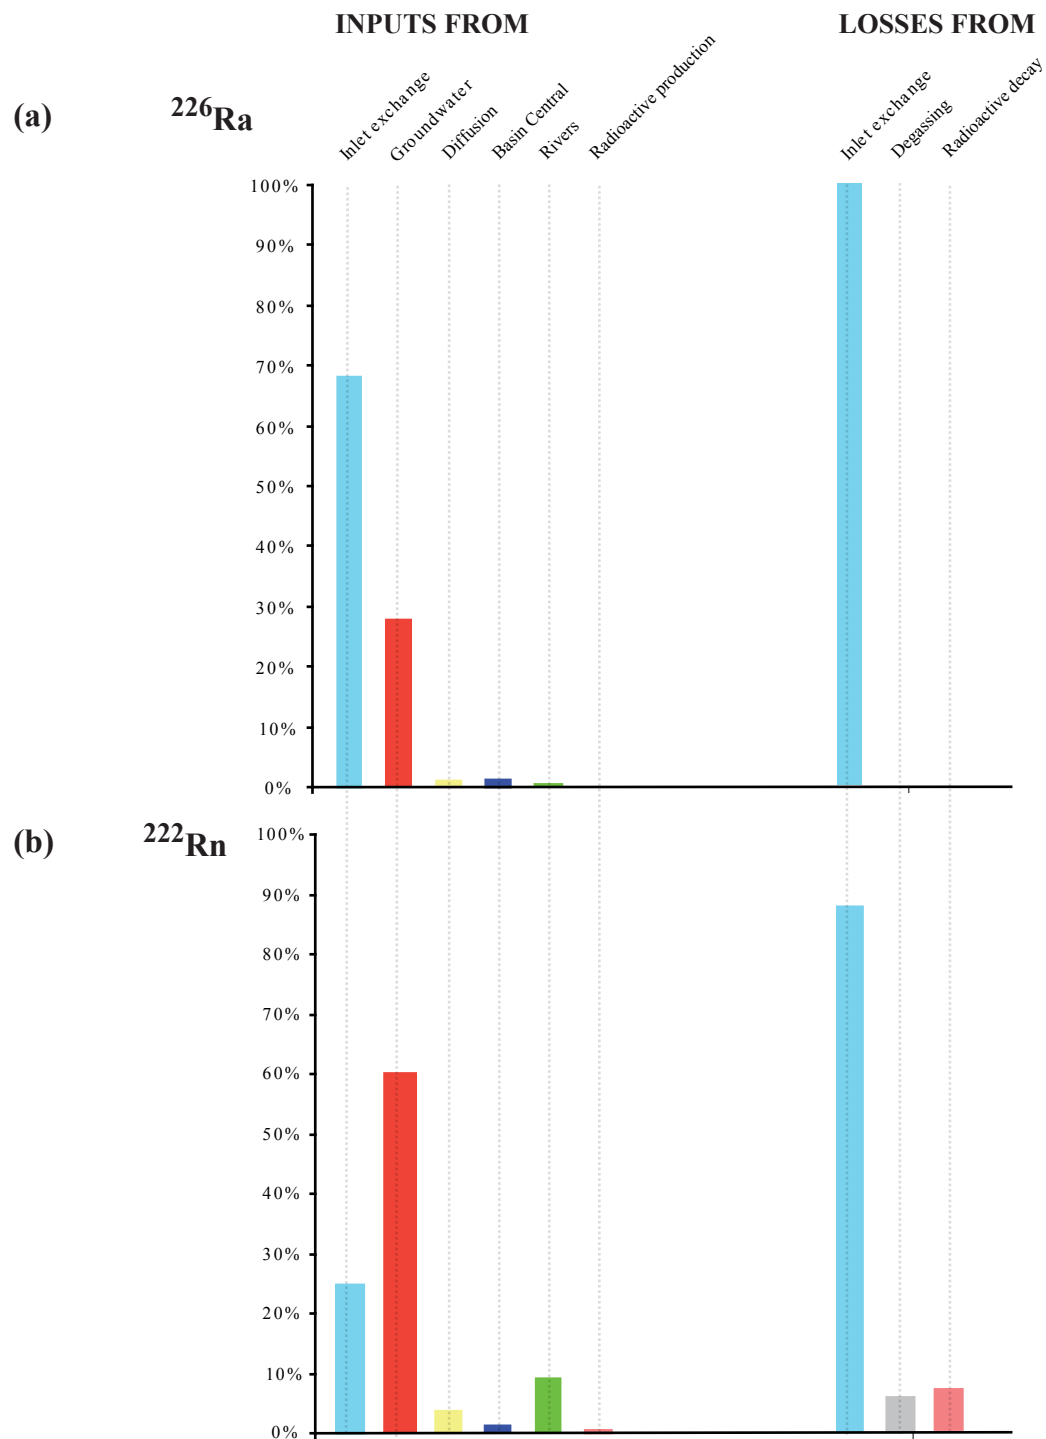 INPUTS FROM
LOSSES FROM
(a)
226Ra
Inlet exchange
Groundwater
Diffusion
Basin Central
Rivers
Radioactive production
Inlet exchange
Degassing
Radioactive decay
100%
90%
80%
70%
60%
50%
40%
30%
20%
10%
0%
(b)
222Rn
100%
90%
80%
70%
60%
50%
40%
30%
20%
10%
0%